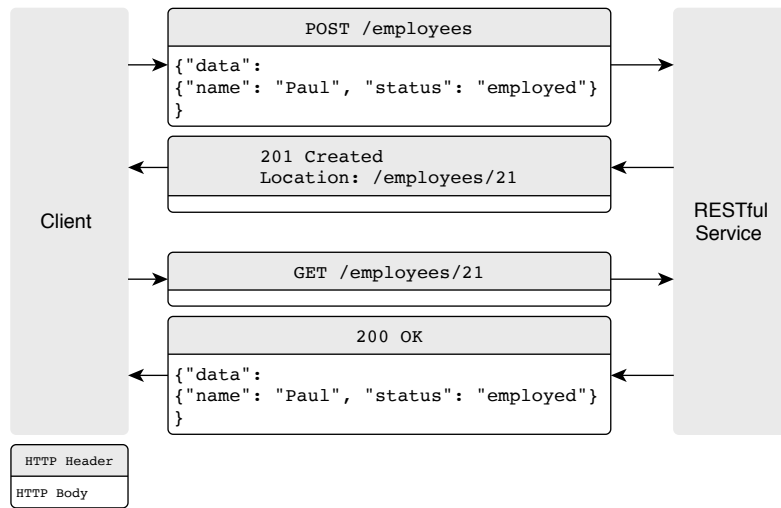 POST /employees
{"data":
{"name": "Paul", "status": "employed"}
}
201 Created
Location: /employees/21
Client
RESTful
Service
GET /employees/21
200 OK
{"data":
{"name": "Paul", "status": "employed"}
}
HTTP Header
HTTP Body